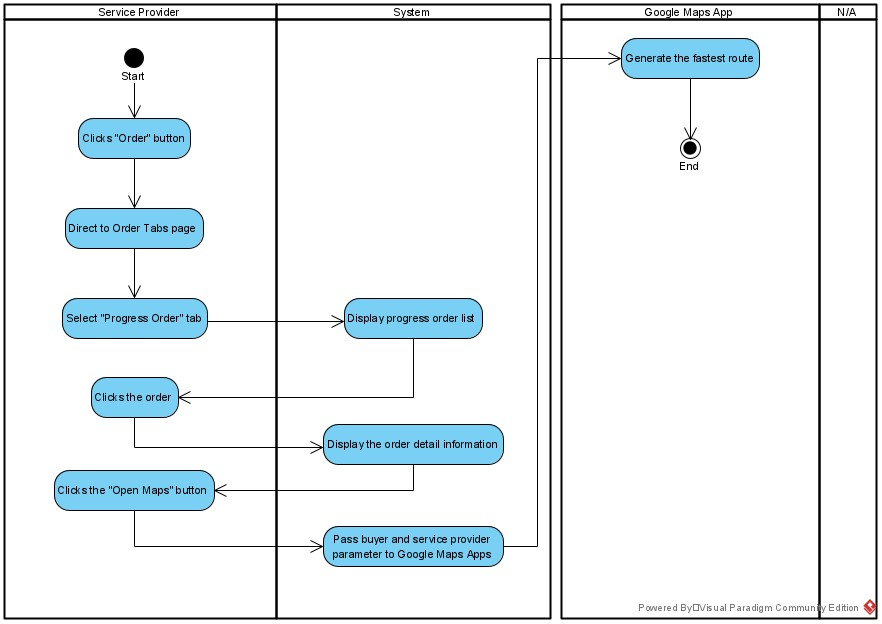 Service Provider
System
Google Maps App
N/A
Start
Generate the fastest route
Clicks "Order" button
End
Direct to Order Tabs page
Select "Progress Order" tab
Display progress order list
Clicks the order
Display the order detail information
Clicks the "Open Maps" button
Pass buyer and service provider
parameter to Google Maps Apps
Powered By□Visual Paradigm Community Edition